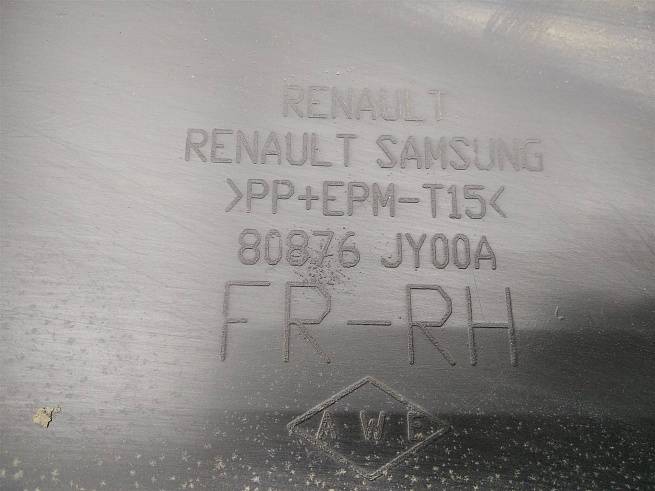 RENAULT
RENAULT SAMSUNG
>PP+EPM-T15<
80876 JY00A
FR-RH
AWE